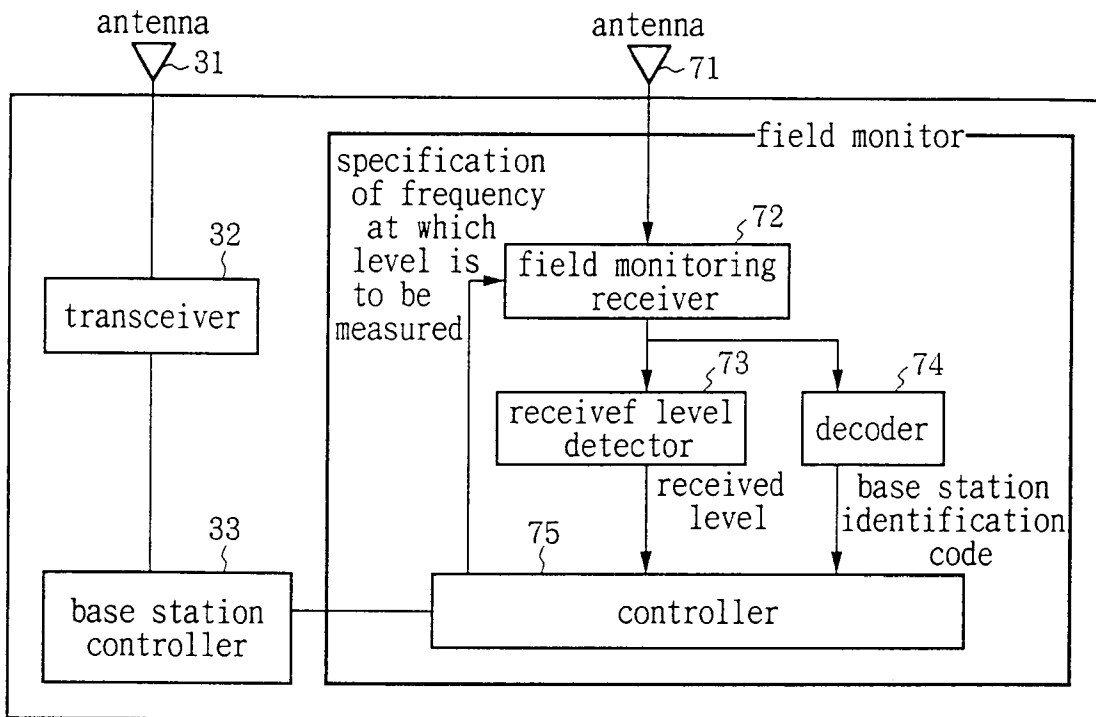 antenna
31
antenna
71
field monitor
specification
of frequency
at which
level is
to be
measured
72
field monitoring
receiver
32
transceiver
73
receivef level
detector
74
decoder
received
level
base station
identification
code
33
base station
controller
75
controller